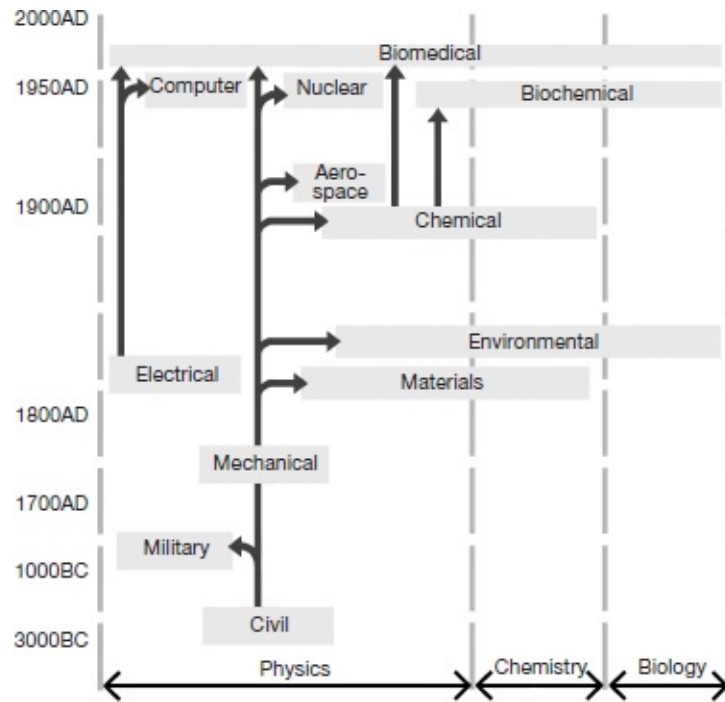 2000AD
Biomedical
1950AD
Computer
Nuclear
Biochemical
Aero-
space
1900AD
Chemical
Environmental
Electrical
Materials
1800AD
Mechanical
1700AD
Military
1000BC
Civil
3000BC
Physics
Chemistry
Biology